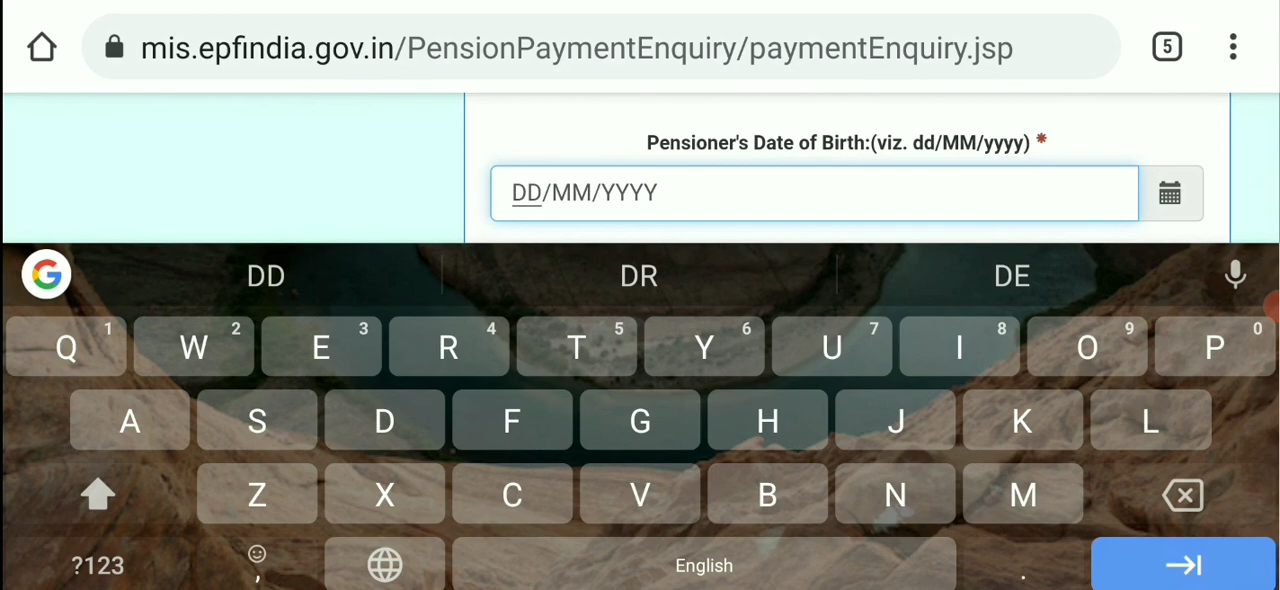 mis.epfindia.gov.in/PensionPaymentEnquiry/paymentEnquiry.jsp
5
Pensioner's Date of Birth:(viz. dd/MM/yyyy) *
DD/MM/YYYY
G DD DR DE
Q 1 W 2 E 3 R 4 T 5 Y 6 U 7 I 8 O 9 P 0
A S D F G H J K L
Z X C V B N M
?123 , English .